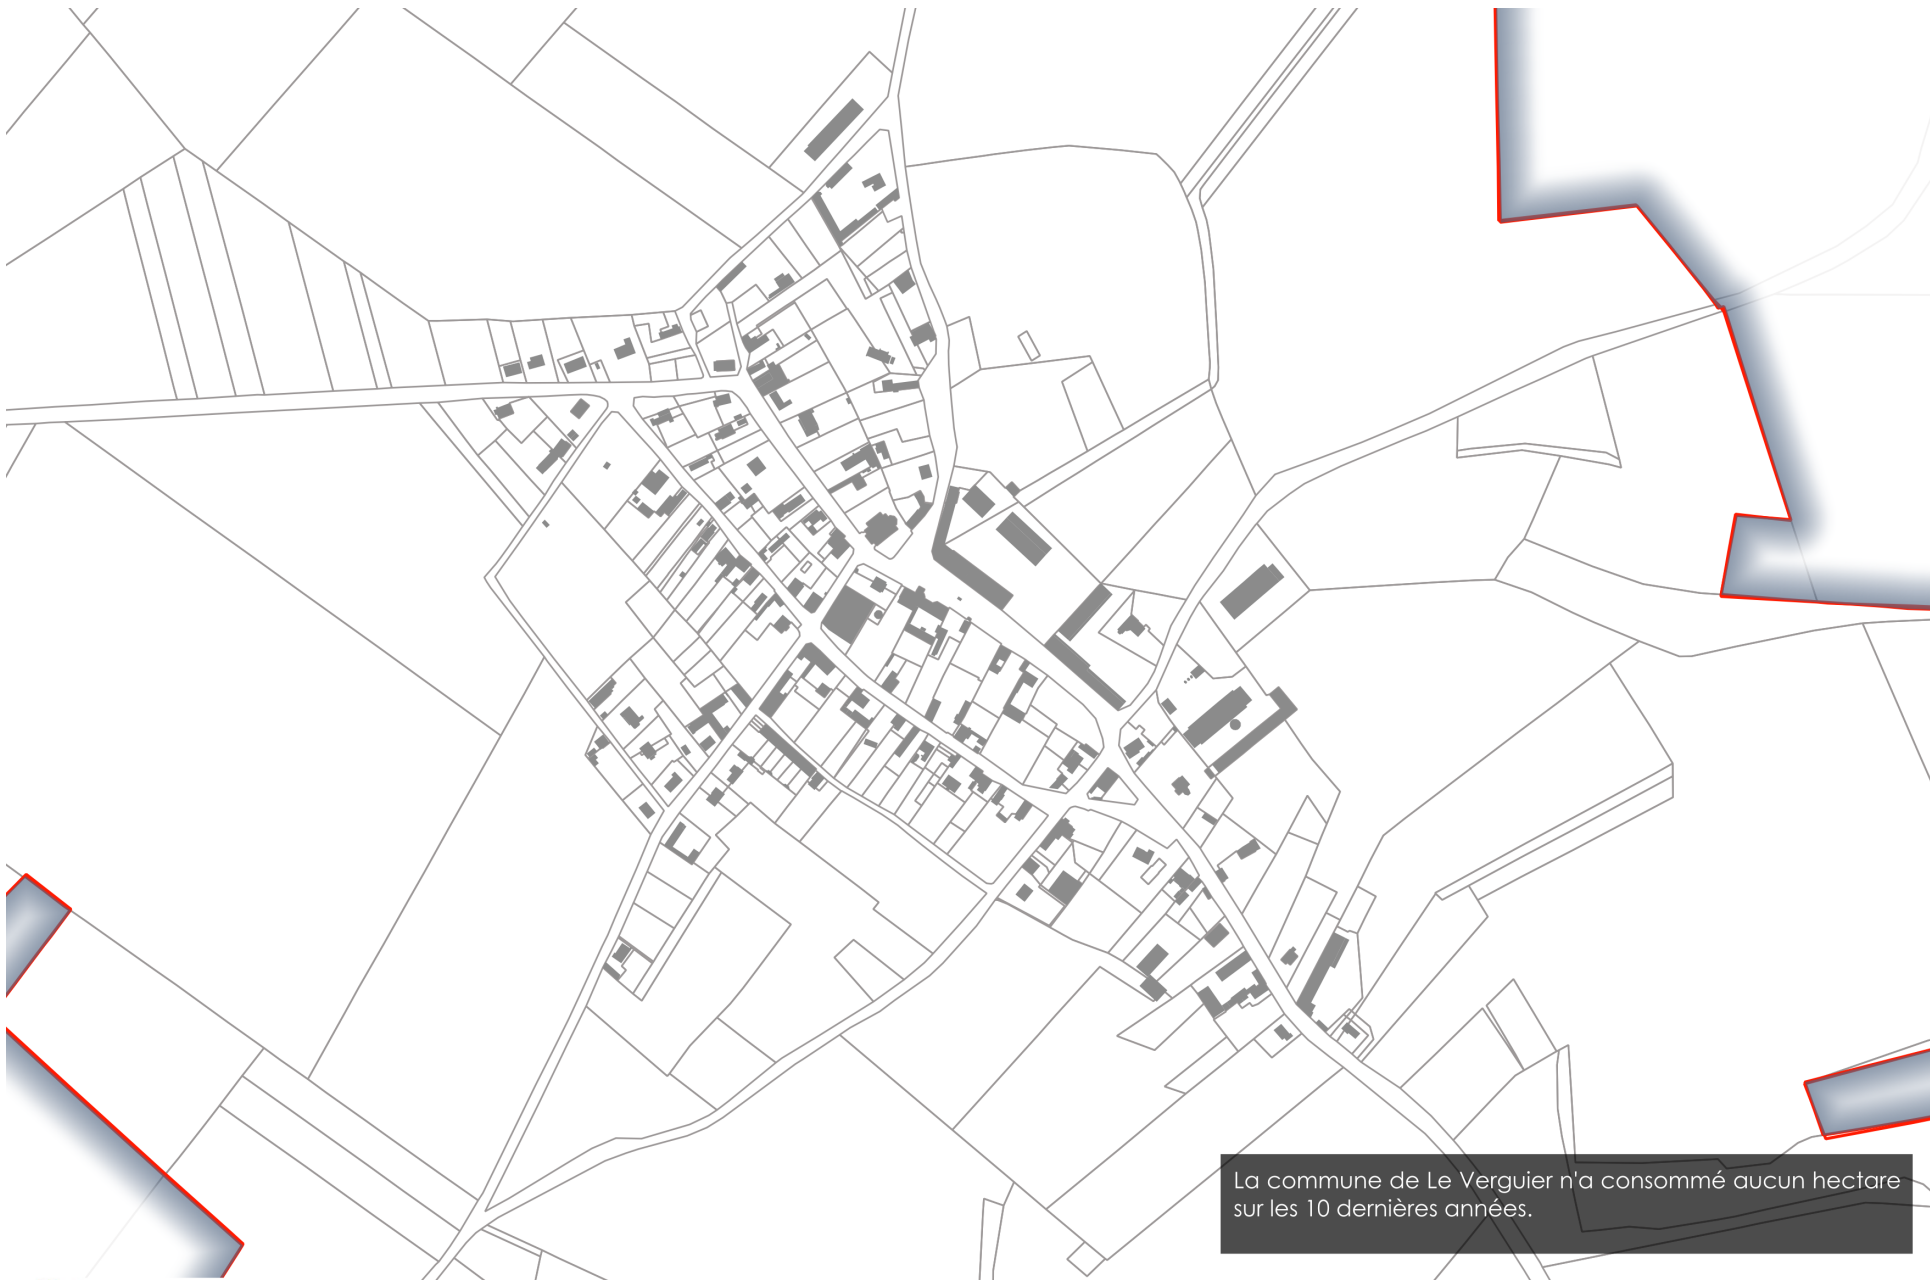 La commune de Le Verguier n'a consommé aucun hectare
sur les 10 dernières années.